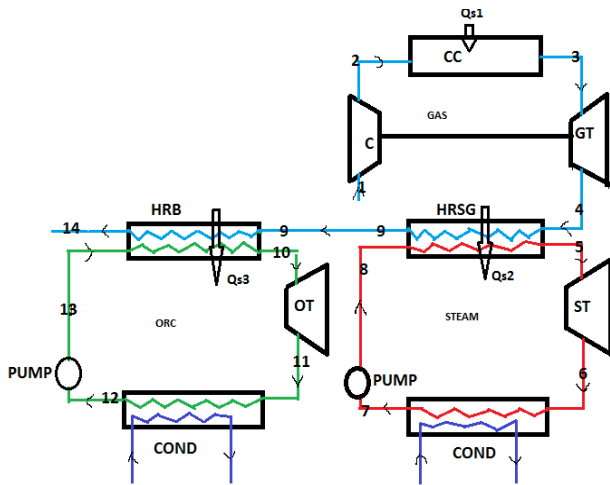 Qs1
2
CC
3
GAS
C
GT
1
HRB
HRSG
4
14
9
9
10
5
8
Qs3
Qs2
13
ORC
OT
STEAM
ST
PUMP
11
PUMP
6
12
7
COND
COND